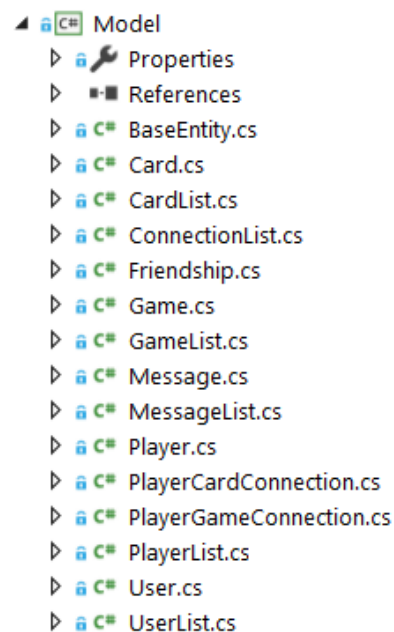 C# Model
Properties
References
C# BaseEntity.cs
C# Card.cs
C# CardList.cs
C# ConnectionList.cs
C# Friendship.cs
C# Game.cs
C# GameList.cs
C# Message.cs
C# MessageList.cs
C# Player.cs
C# PlayerCardConnection.cs
C# PlayerGameConnection.cs
C# PlayerList.cs
C# User.cs
C# UserList.cs